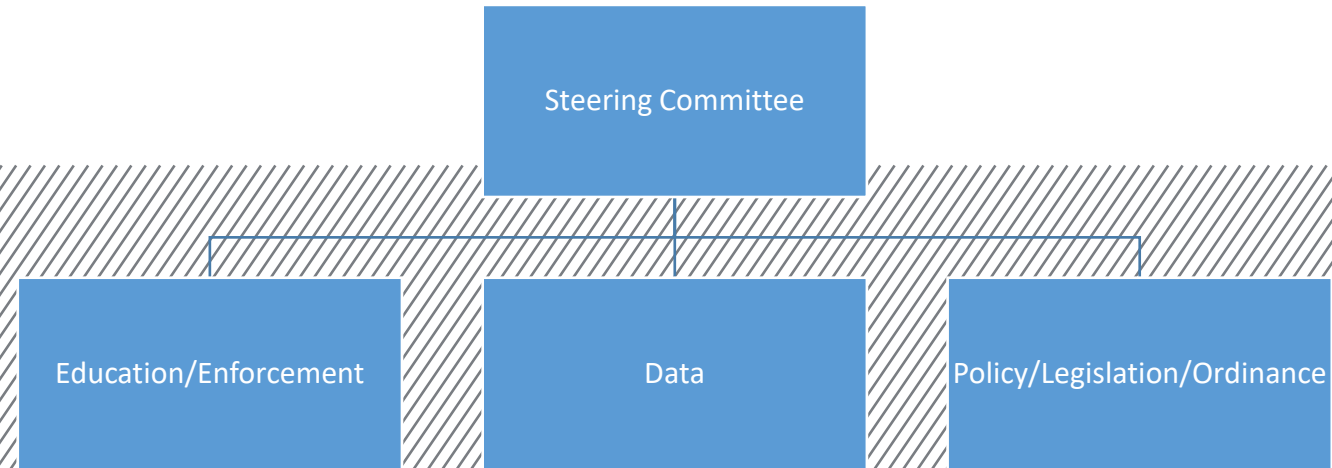 Steering Committee
Education/Enforcement
Data
Policy/Legislation/Ordinance